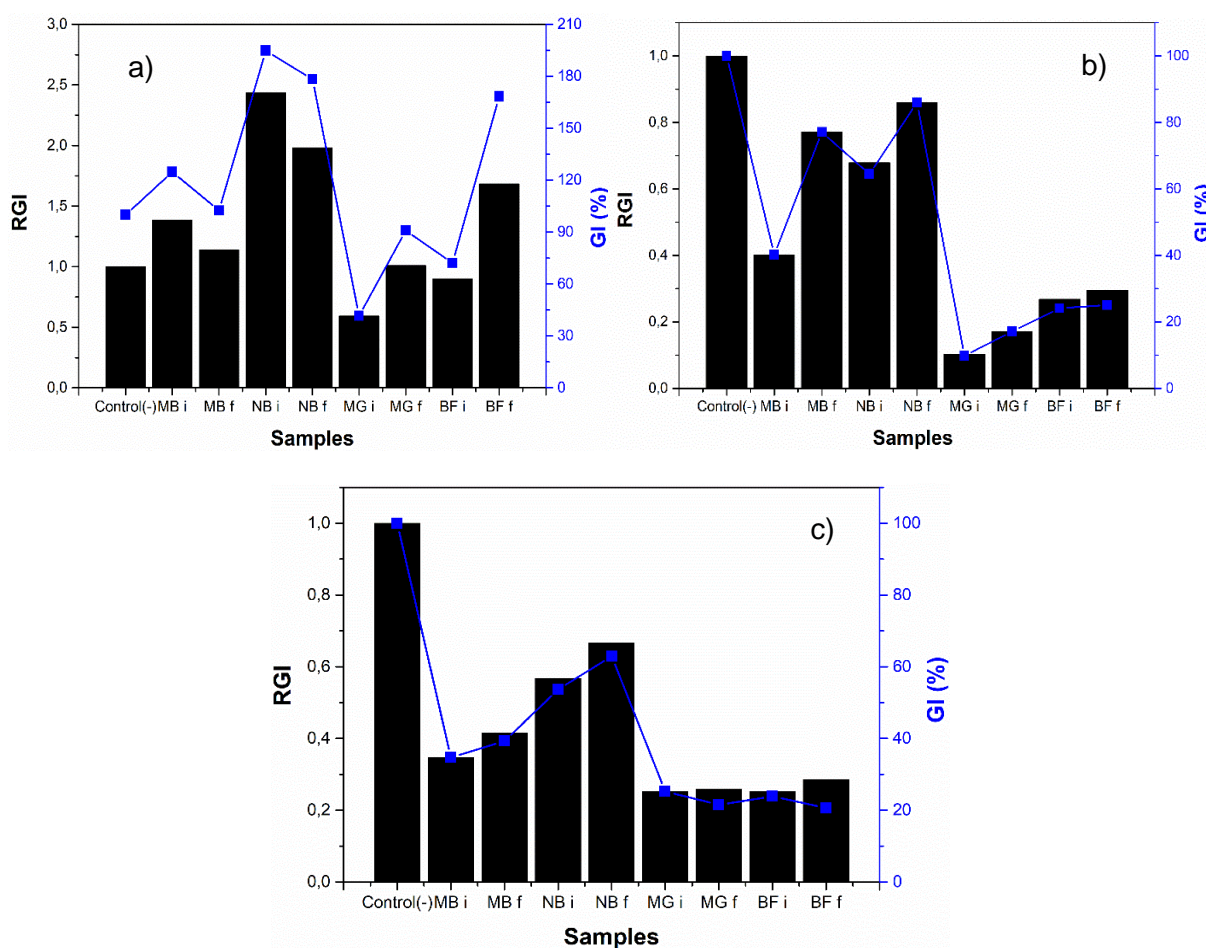 a)
3,0
2,5
2,0
1,5
1,0
0,5
0,0
RGI
210
180
150
120
90
60
30
0
GI (%)
Control(-) MB i MB f NB i NB f MG i MG f BF i BF f
Samples
b)
1,0
0,8
0,6
0,4
0,2
0,0
RGI
100
80
60
40
20
0
GI (%)
Control(-) MB i MB f NB i NB f MG i MG f BF i BF f
Samples
c)
1,0
0,8
0,6
0,4
0,2
0,0
RGI
100
80
60
40
20
0
GI (%)
Control(-) MB i MB f NB i NB f MG i MG f BF i BF f
Samples